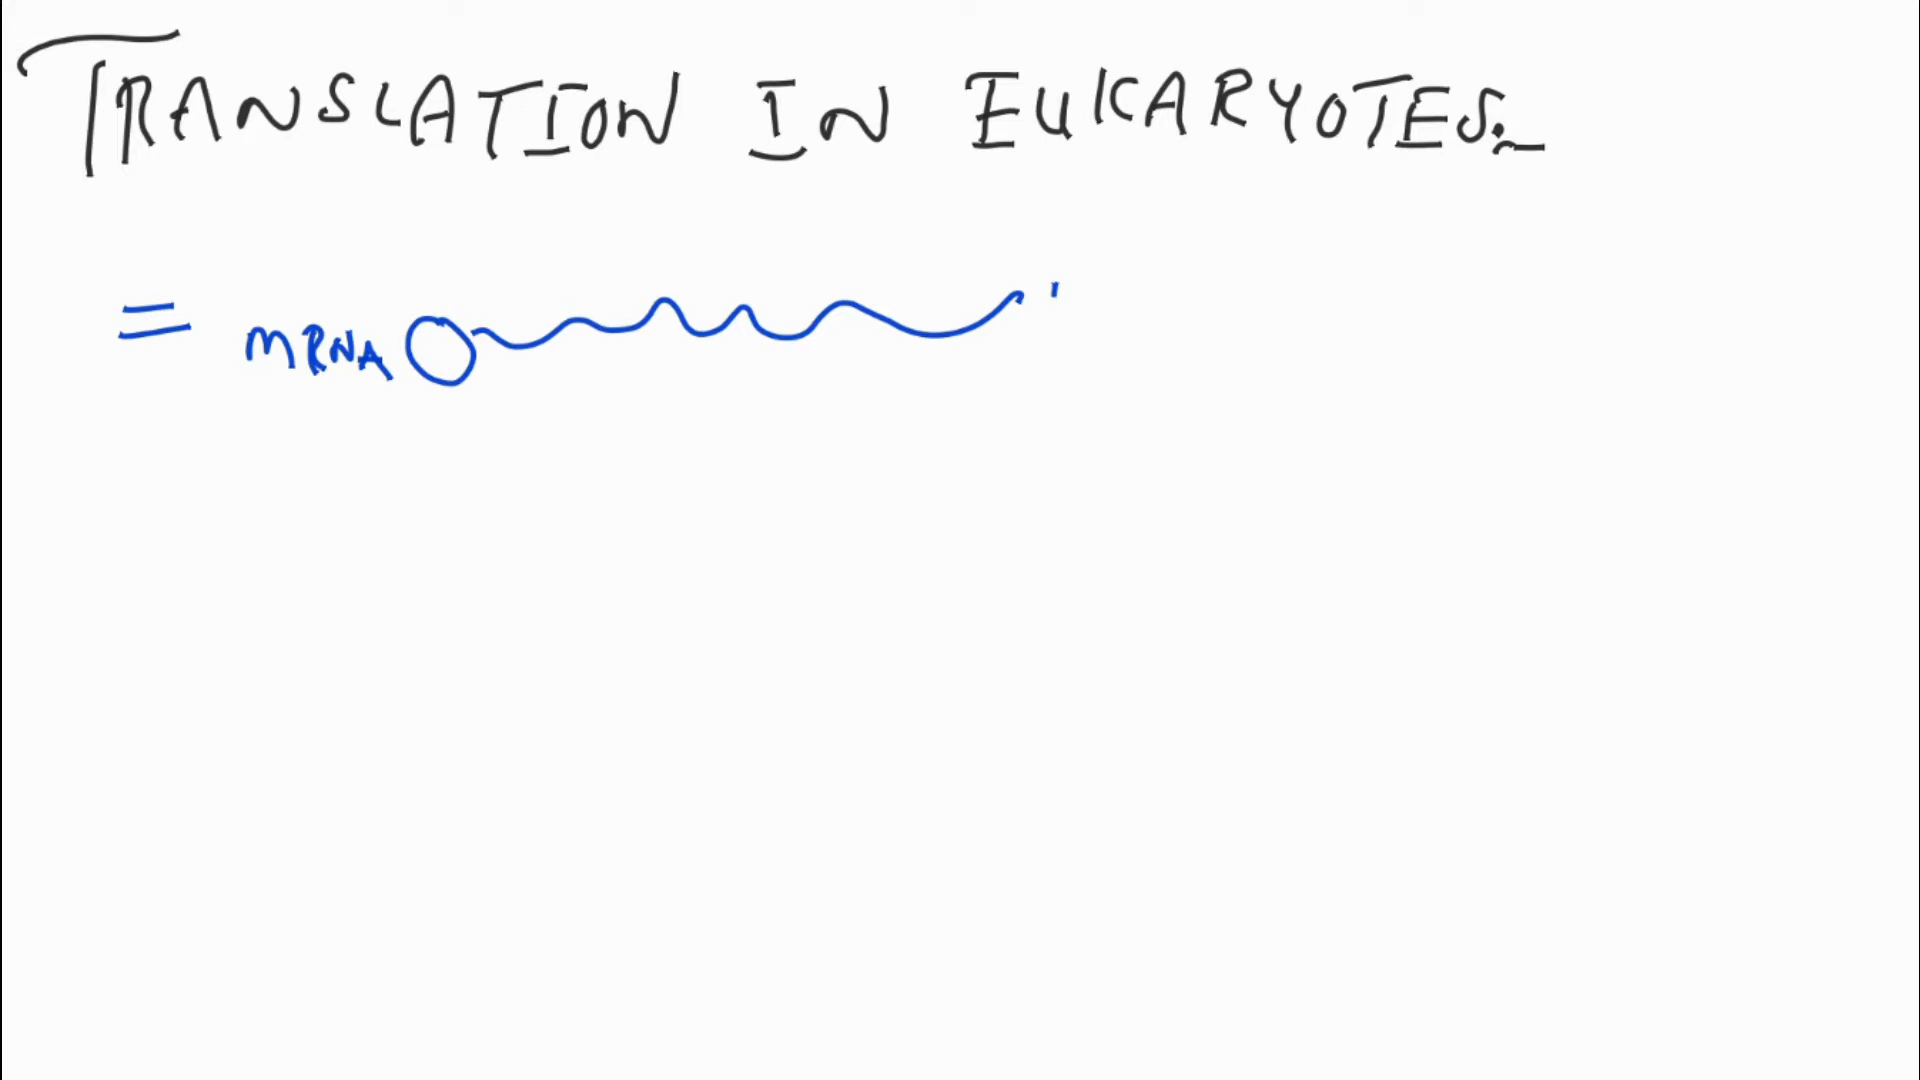 TRANSLATION IN EUKARYOTES:-
= mRNA